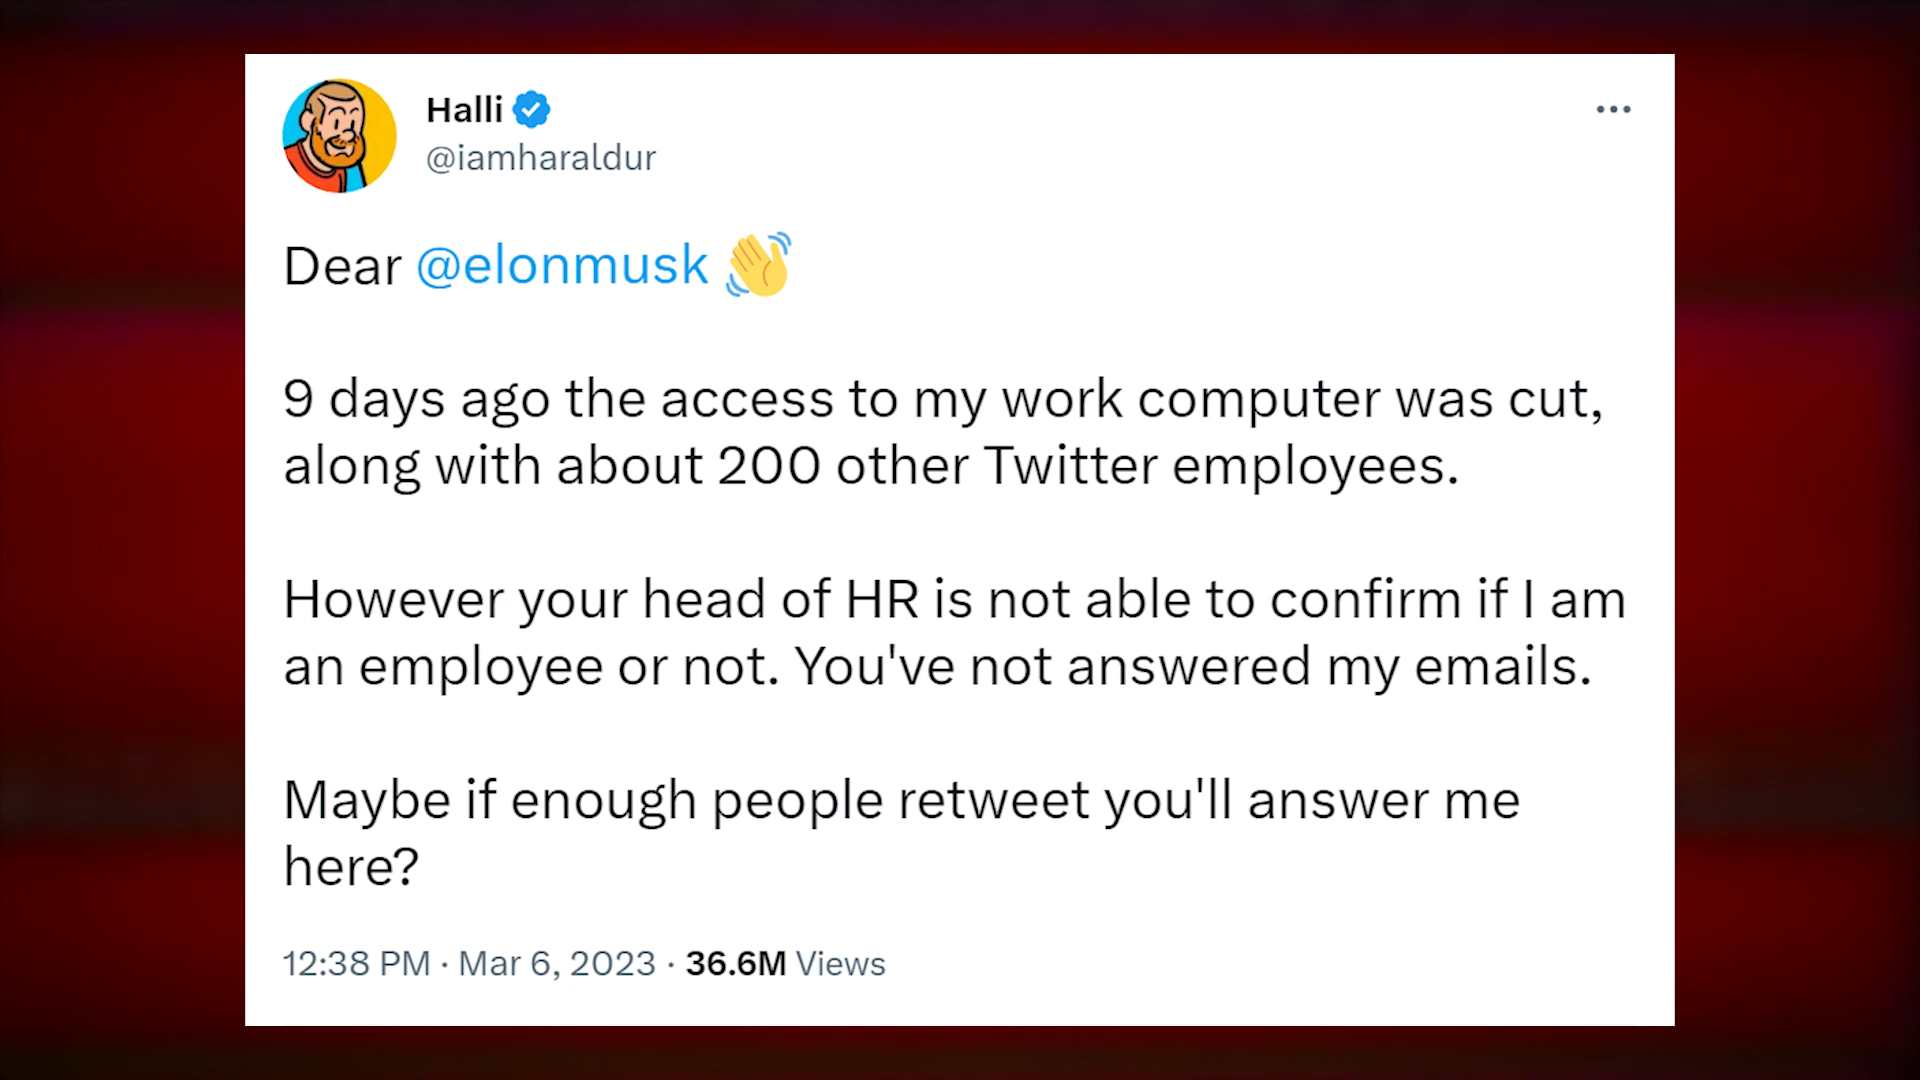 Halli
@iamharaldur
Dear @elonmusk 👋
9 days ago the access to my work computer was cut,
along with about 200 other Twitter employees.
However your head of HR is not able to confirm if I am
an employee or not. You've not answered my emails.
Maybe if enough people retweet you'll answer me
here?
12:38 PM · Mar 6, 2023 · 36.6M Views